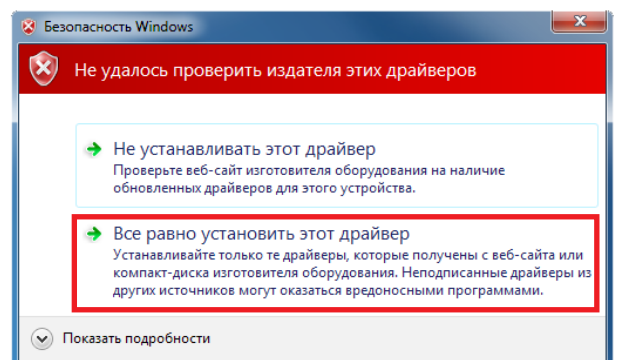 Безопасность Windows
Не удалось проверить издателя этих драйверов
Не устанавливать этот драйвер
Проверьте веб-сайт изготовителя оборудования на наличие
обновленных драйверов для этого устройства.
Все равно установить этот драйвер
Устанавливайте только те драйверы, которые получены с веб-сайта или
компакт-диска изготовителя оборудования. Неподписанные драйверы из
других источников могут оказаться вредоносными программами.
Показать подробности